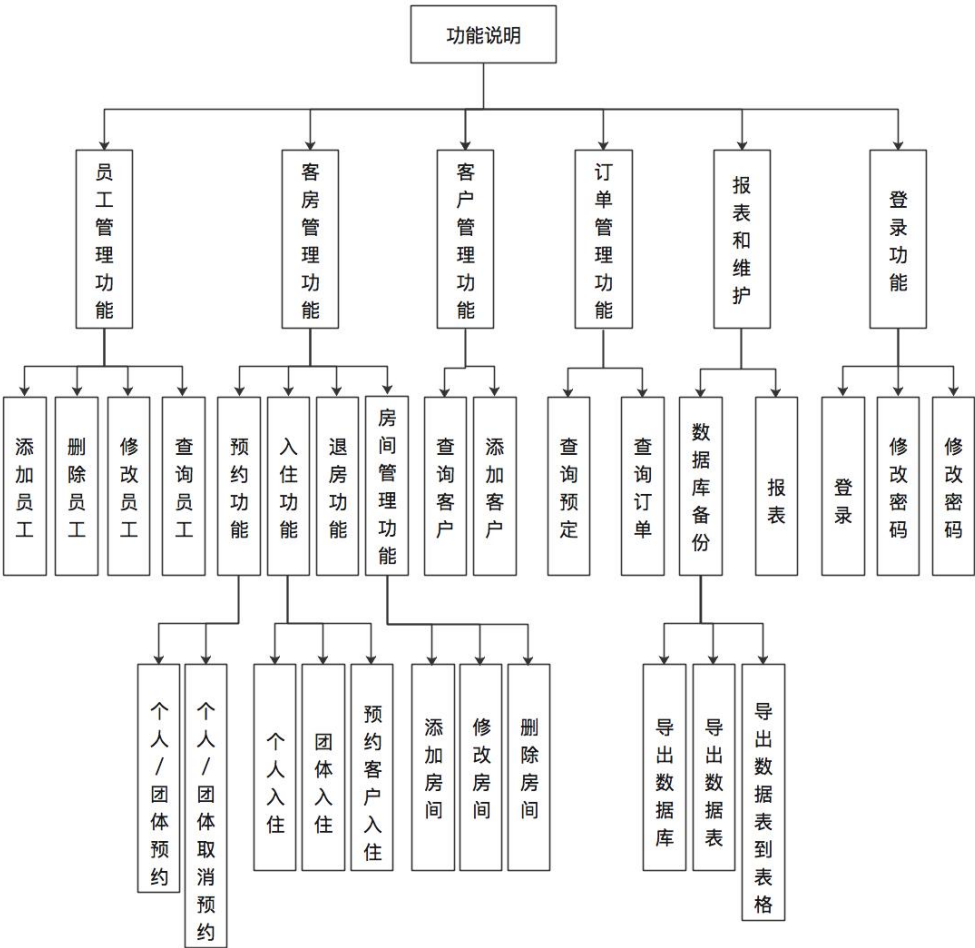 功能说明
员工管理功能
客房管理功能
客户管理功能
订单管理功能
报表和维护
登录功能
添加员工
删除员工
修改员工
查询员工
预约功能
入住功能
退房功能
房间管理功能
查询客户
添加客户
查询预定
查询订单
数据库备份
报表
登录
修改密码
修改密码
个人/团体预约
个人/团体取消预约
个人入住
团体入住
预约客户入住
添加房间
修改房间
删除房间
导出数据库
导出数据表
导出数据表到表格